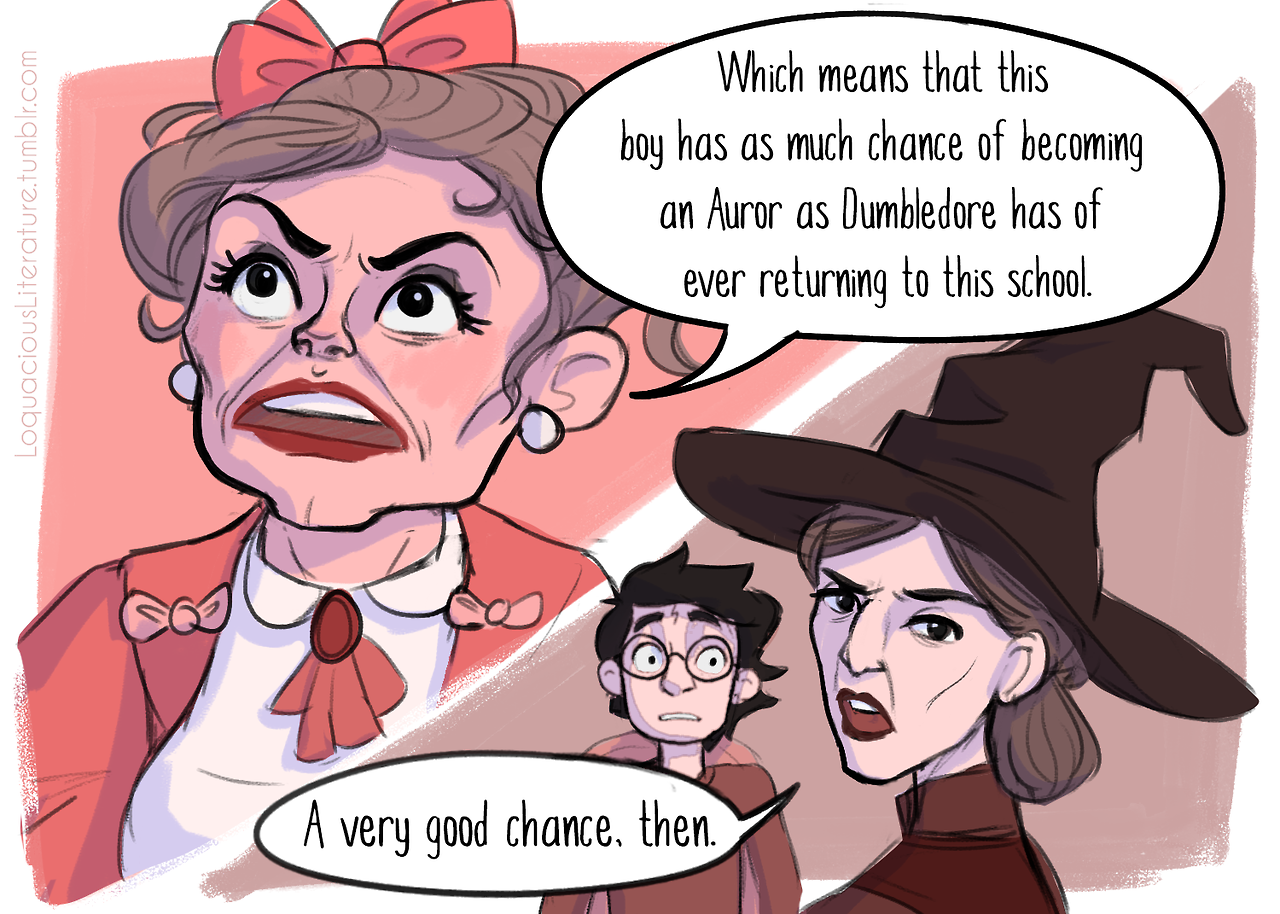 LoquaciousLiterature.tumblr.com
Which means that this
boy has as much chance of becoming
an Auror as Dumbledore has of
ever returning to this school.
A very good chance, then.